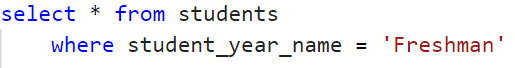 select * from students
where student_year_name = 'Freshman'